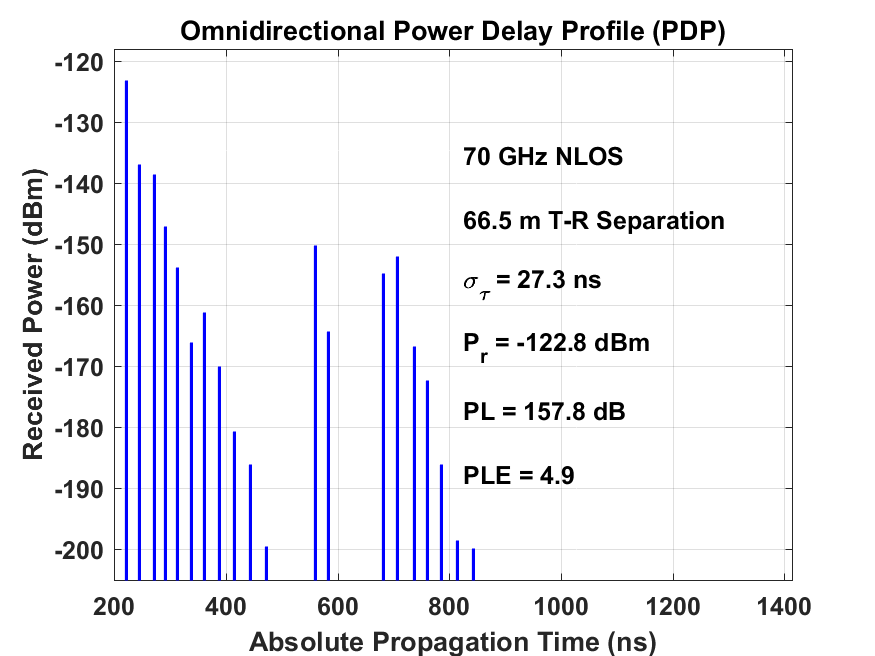 Omnidirectional Power Delay Profile (PDP)
-120
-130
-140
-150
-160
-170
-180
-190
-200
Received Power (dBm)
70 GHz NLOS
66.5 m T-R Separation
σ_τ = 27.3 ns
P_r = -122.8 dBm
PL = 157.8 dB
PLE = 4.9
200 400 600 800 1000 1200 1400
Absolute Propagation Time (ns)